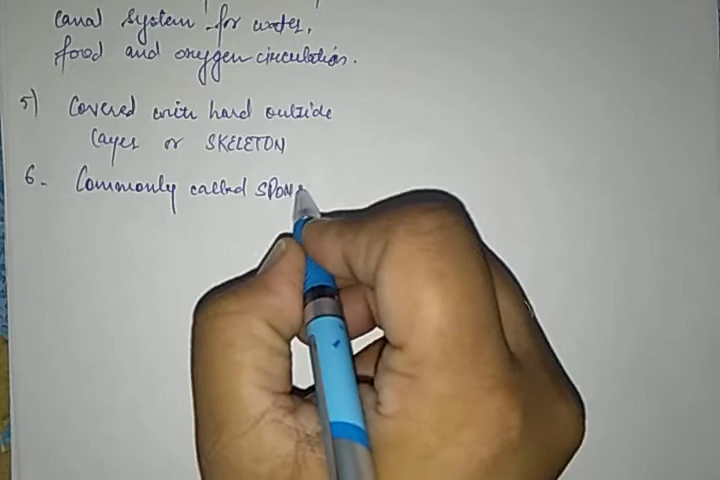 canal system for water,
food and oxygen circulation.
5) Covered with hard outside
layer or SKELETON
6- Commonly called SPON